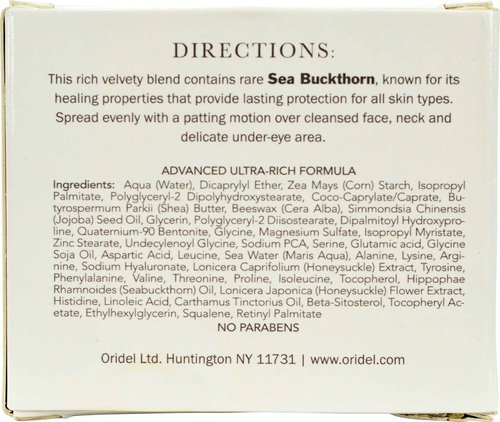 DIRECTIONS:
This rich velvety blend contains rare Sea Buckthorn, known for its
healing properties that provide lasting protection for all skin types.
Spread evenly with a patting motion over cleansed face, neck and
delicate under-eye area.
ADVANCED ULTRA-RICH FORMULA
Ingredients: Aqua (Water), Dicaprylyl Ether, Zea Mays (Corn) Starch, Isopropyl
Palmitate, Polyglyceryl-2 Dipolyhydroxystearate, Coco-Caprylate/Caprate, Bu-
tyrospermum Parkii (Shea) Butter, Beeswax (Cera Alba), Simmondsia Chinensis
(Jojoba) Seed Oil, Glycerin, Polyglyceryl-2 Diisostearate, Dipalmitoyl Hydroxypro-
line, Quaternium-90 Bentonite, Glycine, Magnesium Sulfate, Isopropyl Myristate,
Zinc Stearate, Undecylenoyl Glycine, Sodium PCA, Serine, Glutamic acid, Glycine
Soja Oil, Aspartic Acid, Leucine, Sea Water (Maris Aqua), Alanine, Lysine, Argi-
nine, Sodium Hyaluronate, Lonicera Caprifolium (Honeysuckle) Extract, Tyrosine,
Phenylalanine, Valine, Threonine, Proline, Isoleucine, Tocopherol, Hippophae
Rhamnoides (Seabuckthorn) Oil, Lonicera Japonica (Honeysuckle) Flower Extract,
Histidine, Linoleic Acid, Carthamus Tinctorius Oil, Beta-Sitosterol, Tocopheryl Ac-
etate, Ethylhexylglycerin, Squalene, Retinyl Palmitate
NO PARABENS
Oridel Ltd. Huntington NY 11731 | www.oridel.com